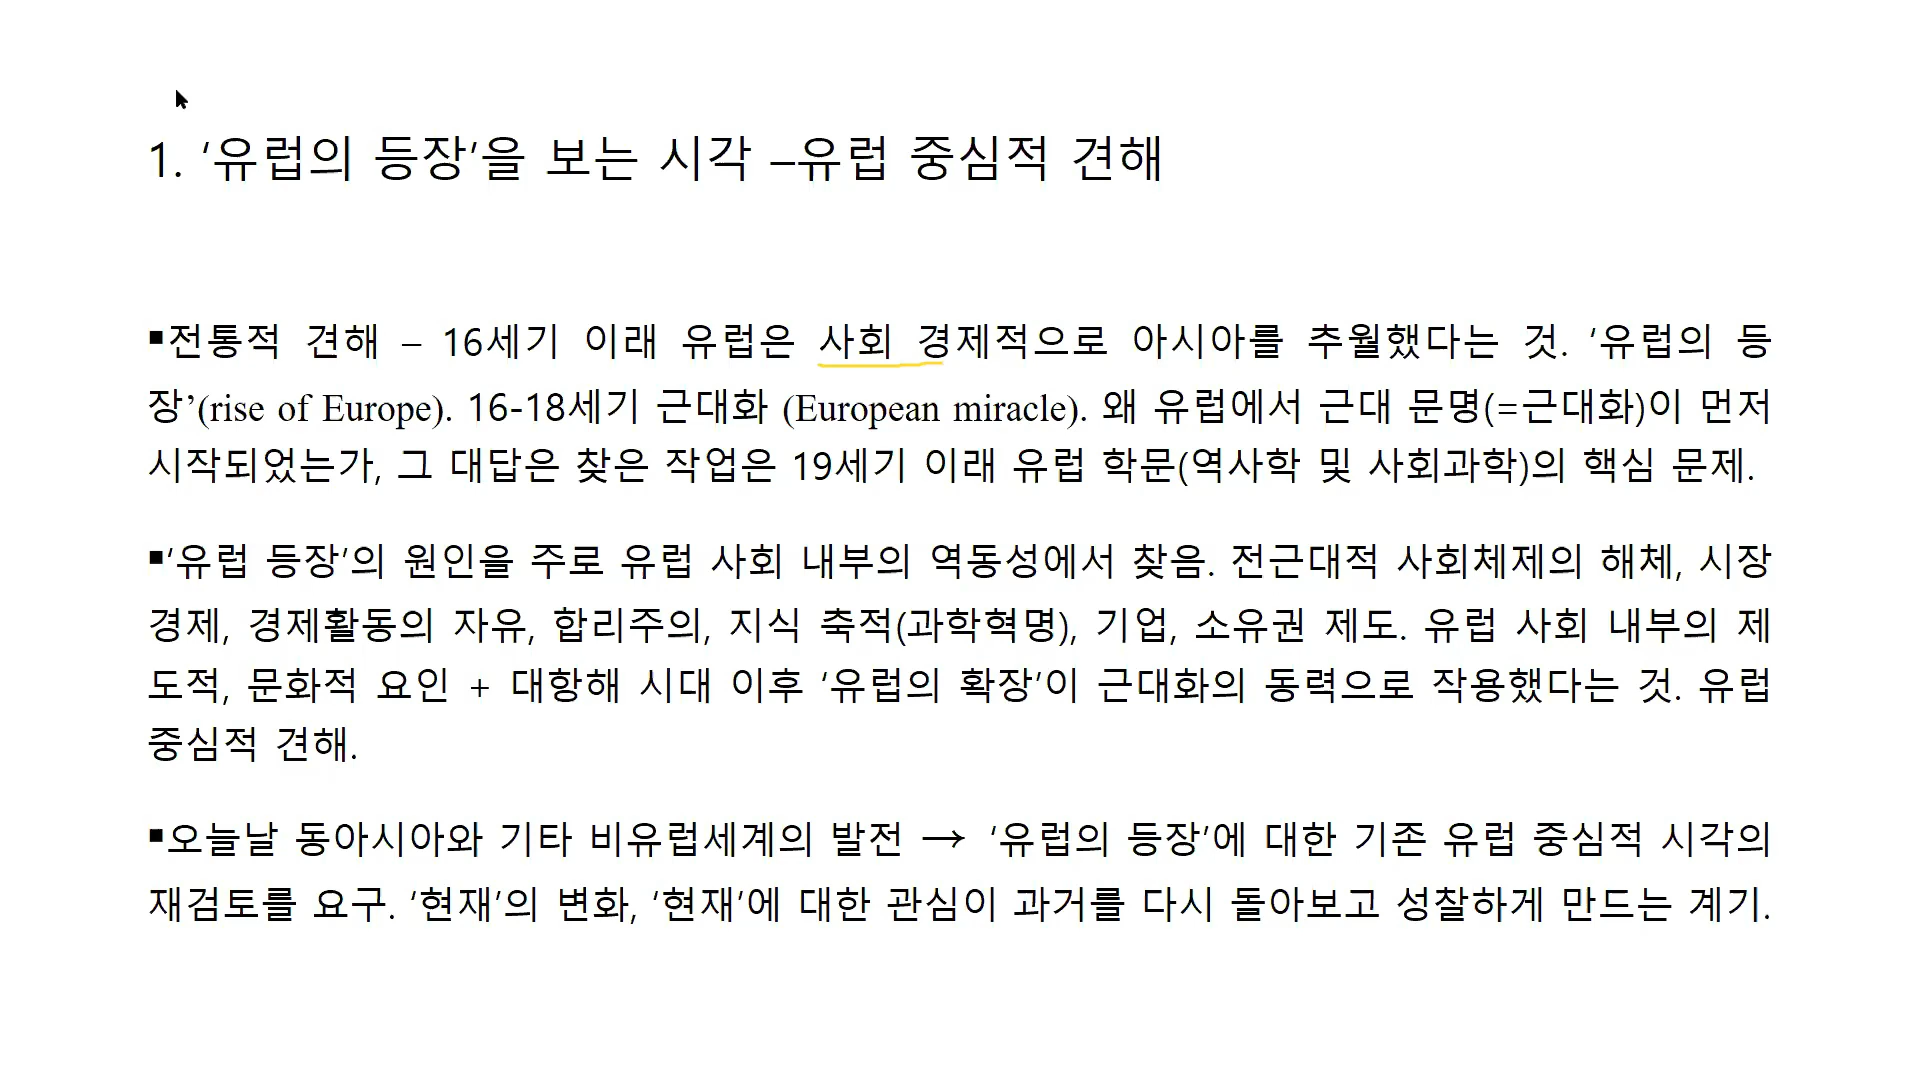 1. ‘유럽의 등장’을 보는 시각 –유럽 중심적 견해
▪전통적 견해 – 16세기 이래 유럽은 사회 경제적으로 아시아를 추월했다는 것. ‘유럽의 등
장’(rise of Europe). 16-18세기 근대화 (European miracle). 왜 유럽에서 근대 문명(=근대화)이 먼저
시작되었는가, 그 대답은 찾은 작업은 19세기 이래 유럽 학문(역사학 및 사회과학)의 핵심 문제.
▪‘유럽 등장’의 원인을 주로 유럽 사회 내부의 역동성에서 찾음. 전근대적 사회체제의 해체, 시장
경제, 경제활동의 자유, 합리주의, 지식 축적(과학혁명), 기업, 소유권 제도. 유럽 사회 내부의 제
도적, 문화적 요인 + 대항해 시대 이후 ‘유럽의 확장’이 근대화의 동력으로 작용했다는 것. 유럽
중심적 견해.
▪오늘날 동아시아와 기타 비유럽세계의 발전 → ‘유럽의 등장’에 대한 기존 유럽 중심적 시각의
재검토를 요구. ‘현재’의 변화, ‘현재’에 대한 관심이 과거를 다시 돌아보고 성찰하게 만드는 계기.